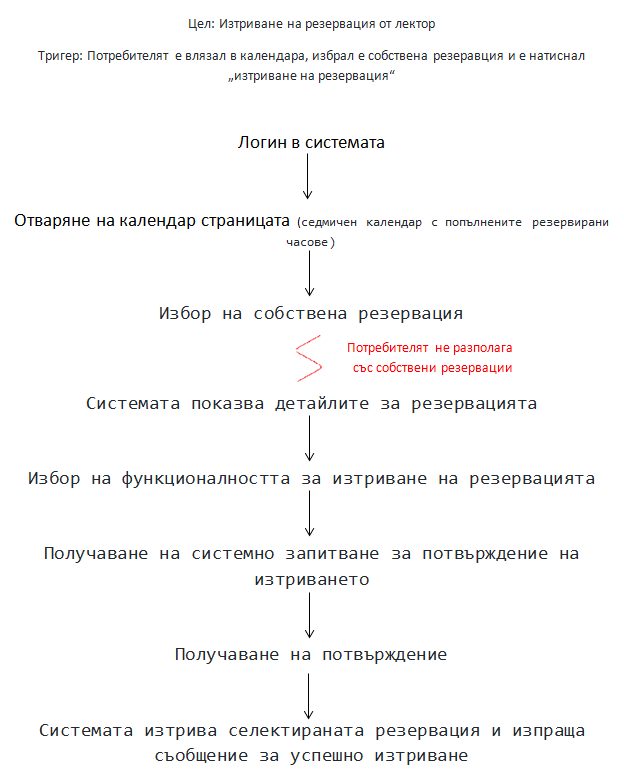 Цел: Изтриване на резервация от лектор
Тригер: Потребителят е влязал в календара, избрал е собствена резеравция и е натиснал
„изтриване на резервация“
Логин в системата
Отваряне на календар страницата (седмичен календар с попълнените резервирани
часове)
Избор на собствена резервация
Потребителят не разполага
със собствени резервации
Системата показва детайлите за резервацията
Избор на функционалността за изтриване на резервацията
Получаване на системно запитване за потвърждение на
изтриването
Получаване на потвърждение
Системата изтрива селектираната резервация и изпраща
съобщение за успешно изтриване